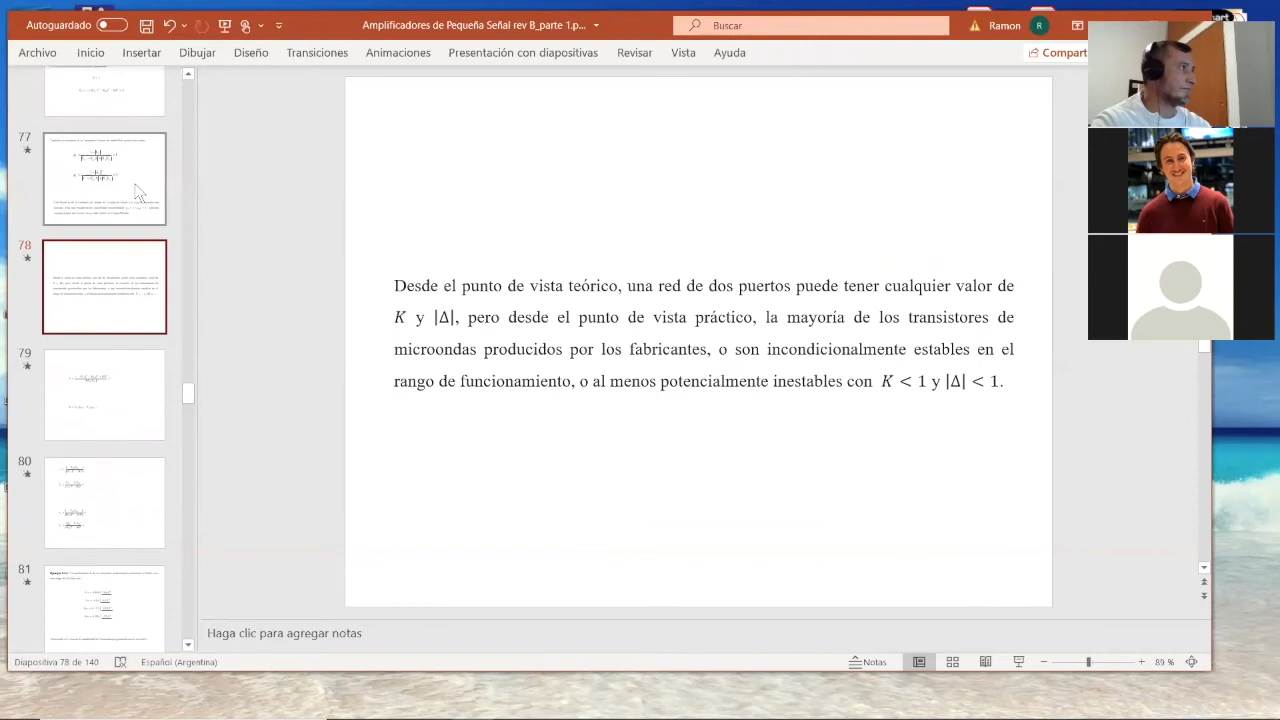 Autoguardado
Amplificadores de Pequeña Señal rev B_parte 1.p...
Buscar
Ramon
R
Archivo Inicio Insertar Dibujar Diseño Transiciones Animaciones Presentación con diapositivas Revisar Vista Ayuda
Compart
77
78
79
80
81
Desde el punto de vista teórico, una red de dos puertos puede tener cualquier valor de
K y |Δ|, pero desde el punto de vista práctico, la mayoría de los transistores de
microondas producidos por los fabricantes, o son incondicionalmente estables en el
rango de funcionamiento, o al menos potencialmente inestables con K < 1 y |Δ| < 1.
Haga clic para agregar notas
Diapositiva 78 de 140
Español (Argentina)
Notas
89 %